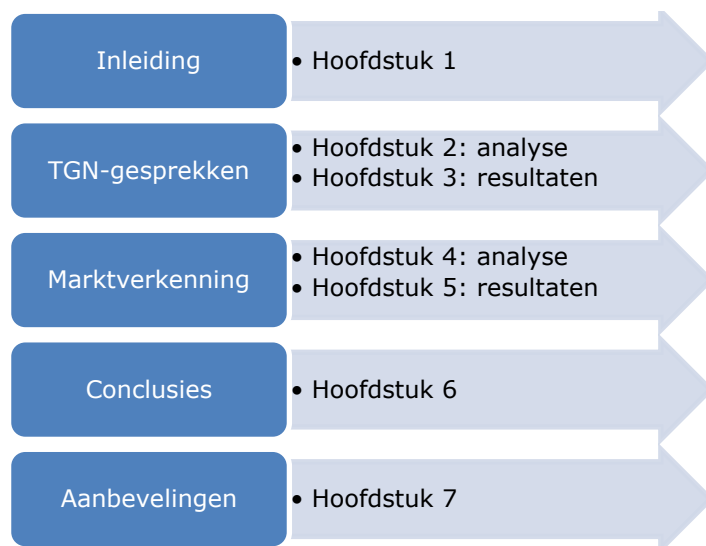 Inleiding
• Hoofdstuk 1
TGN-gesprekken
• Hoofdstuk 2: analyse
• Hoofdstuk 3: resultaten
Marktverkenning
• Hoofdstuk 4: analyse
• Hoofdstuk 5: resultaten
Conclusies
• Hoofdstuk 6
Aanbevelingen
• Hoofdstuk 7